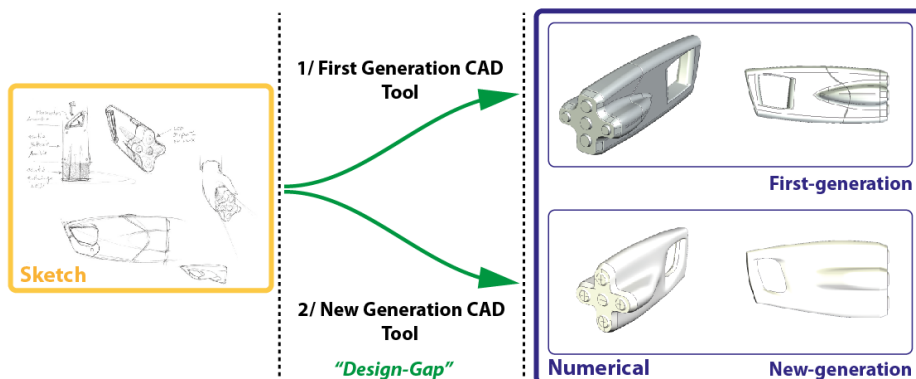 1/ First Generation CAD
Tool
First-generation
Sketch
2/ New Generation CAD
Tool
"Design-Gap"
Numerical
New-generation